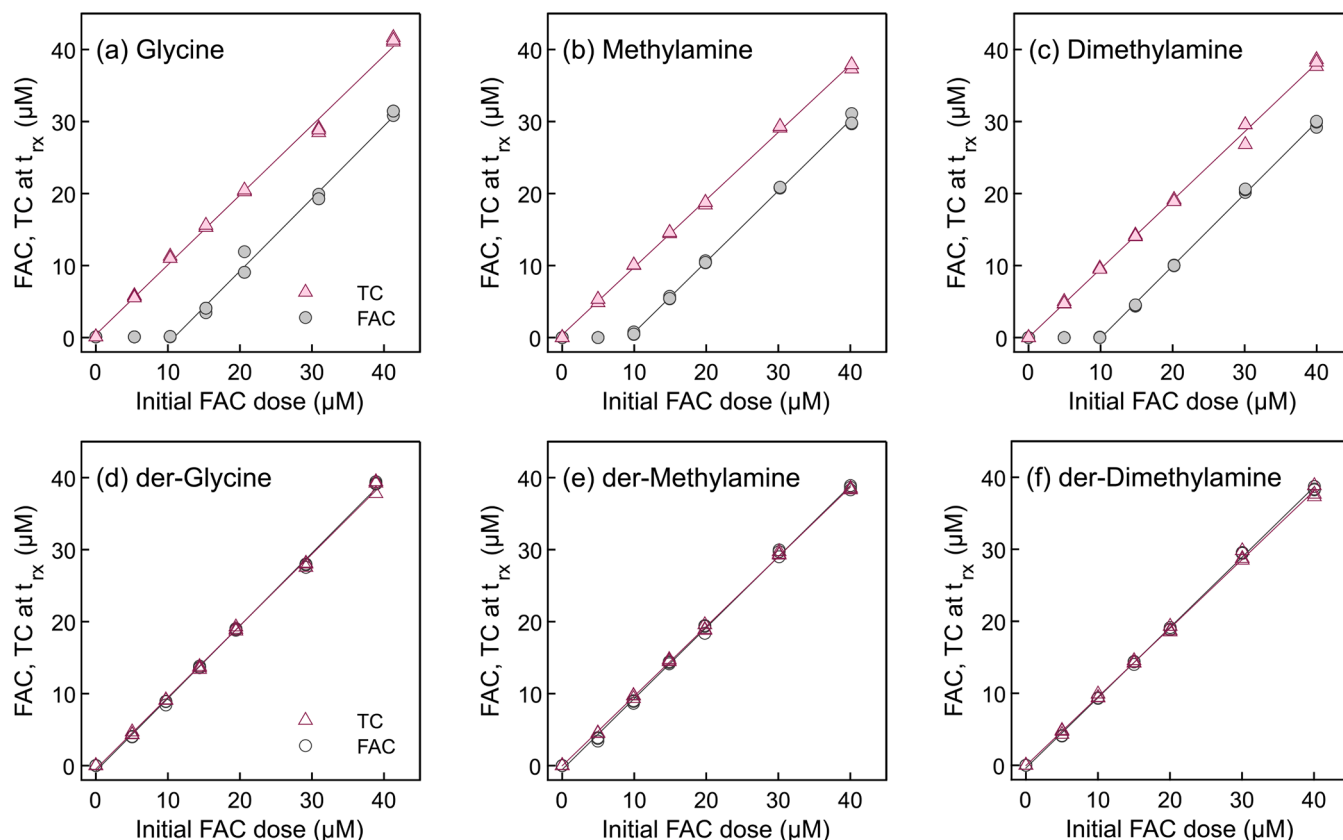 (a) Glycine
FAC, TC at trx (µM)
40
30
20
10
0
TC
FAC
0 10 20 30 40
Initial FAC dose (µM)
(b) Methylamine
FAC, TC at trx (µM)
40
30
20
10
0
0 10 20 30 40
Initial FAC dose (µM)
(c) Dimethylamine
FAC, TC at trx (µM)
40
30
20
10
0
0 10 20 30 40
Initial FAC dose (µM)
(d) der-Glycine
FAC, TC at trx (µM)
40
30
20
10
0
TC
FAC
0 10 20 30 40
Initial FAC dose (µM)
(e) der-Methylamine
FAC, TC at trx (µM)
40
30
20
10
0
0 10 20 30 40
Initial FAC dose (µM)
(f) der-Dimethylamine
FAC, TC at trx (µM)
40
30
20
10
0
0 10 20 30 40
Initial FAC dose (µM)